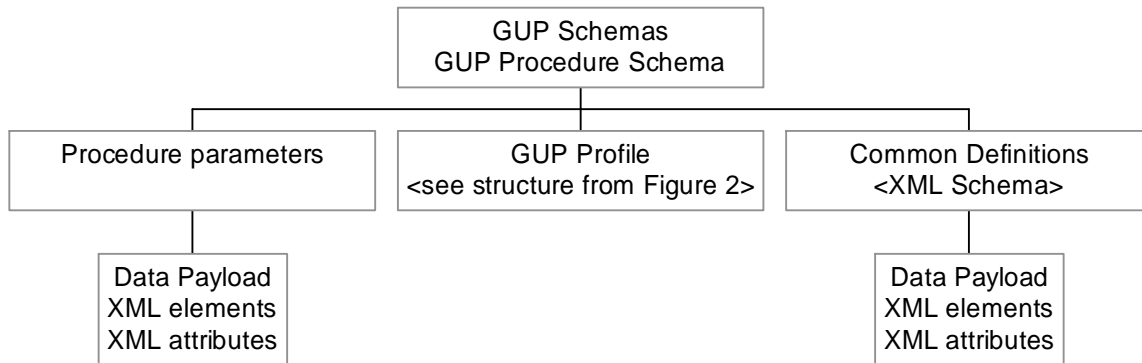 GUP Schemas
GUP Procedure Schema
Procedure parameters
GUP Profile
<see structure from Figure 2>
Common Definitions
<XML Schema>
Data Payload
XML elements
XML attributes
Data Payload
XML elements
XML attributes